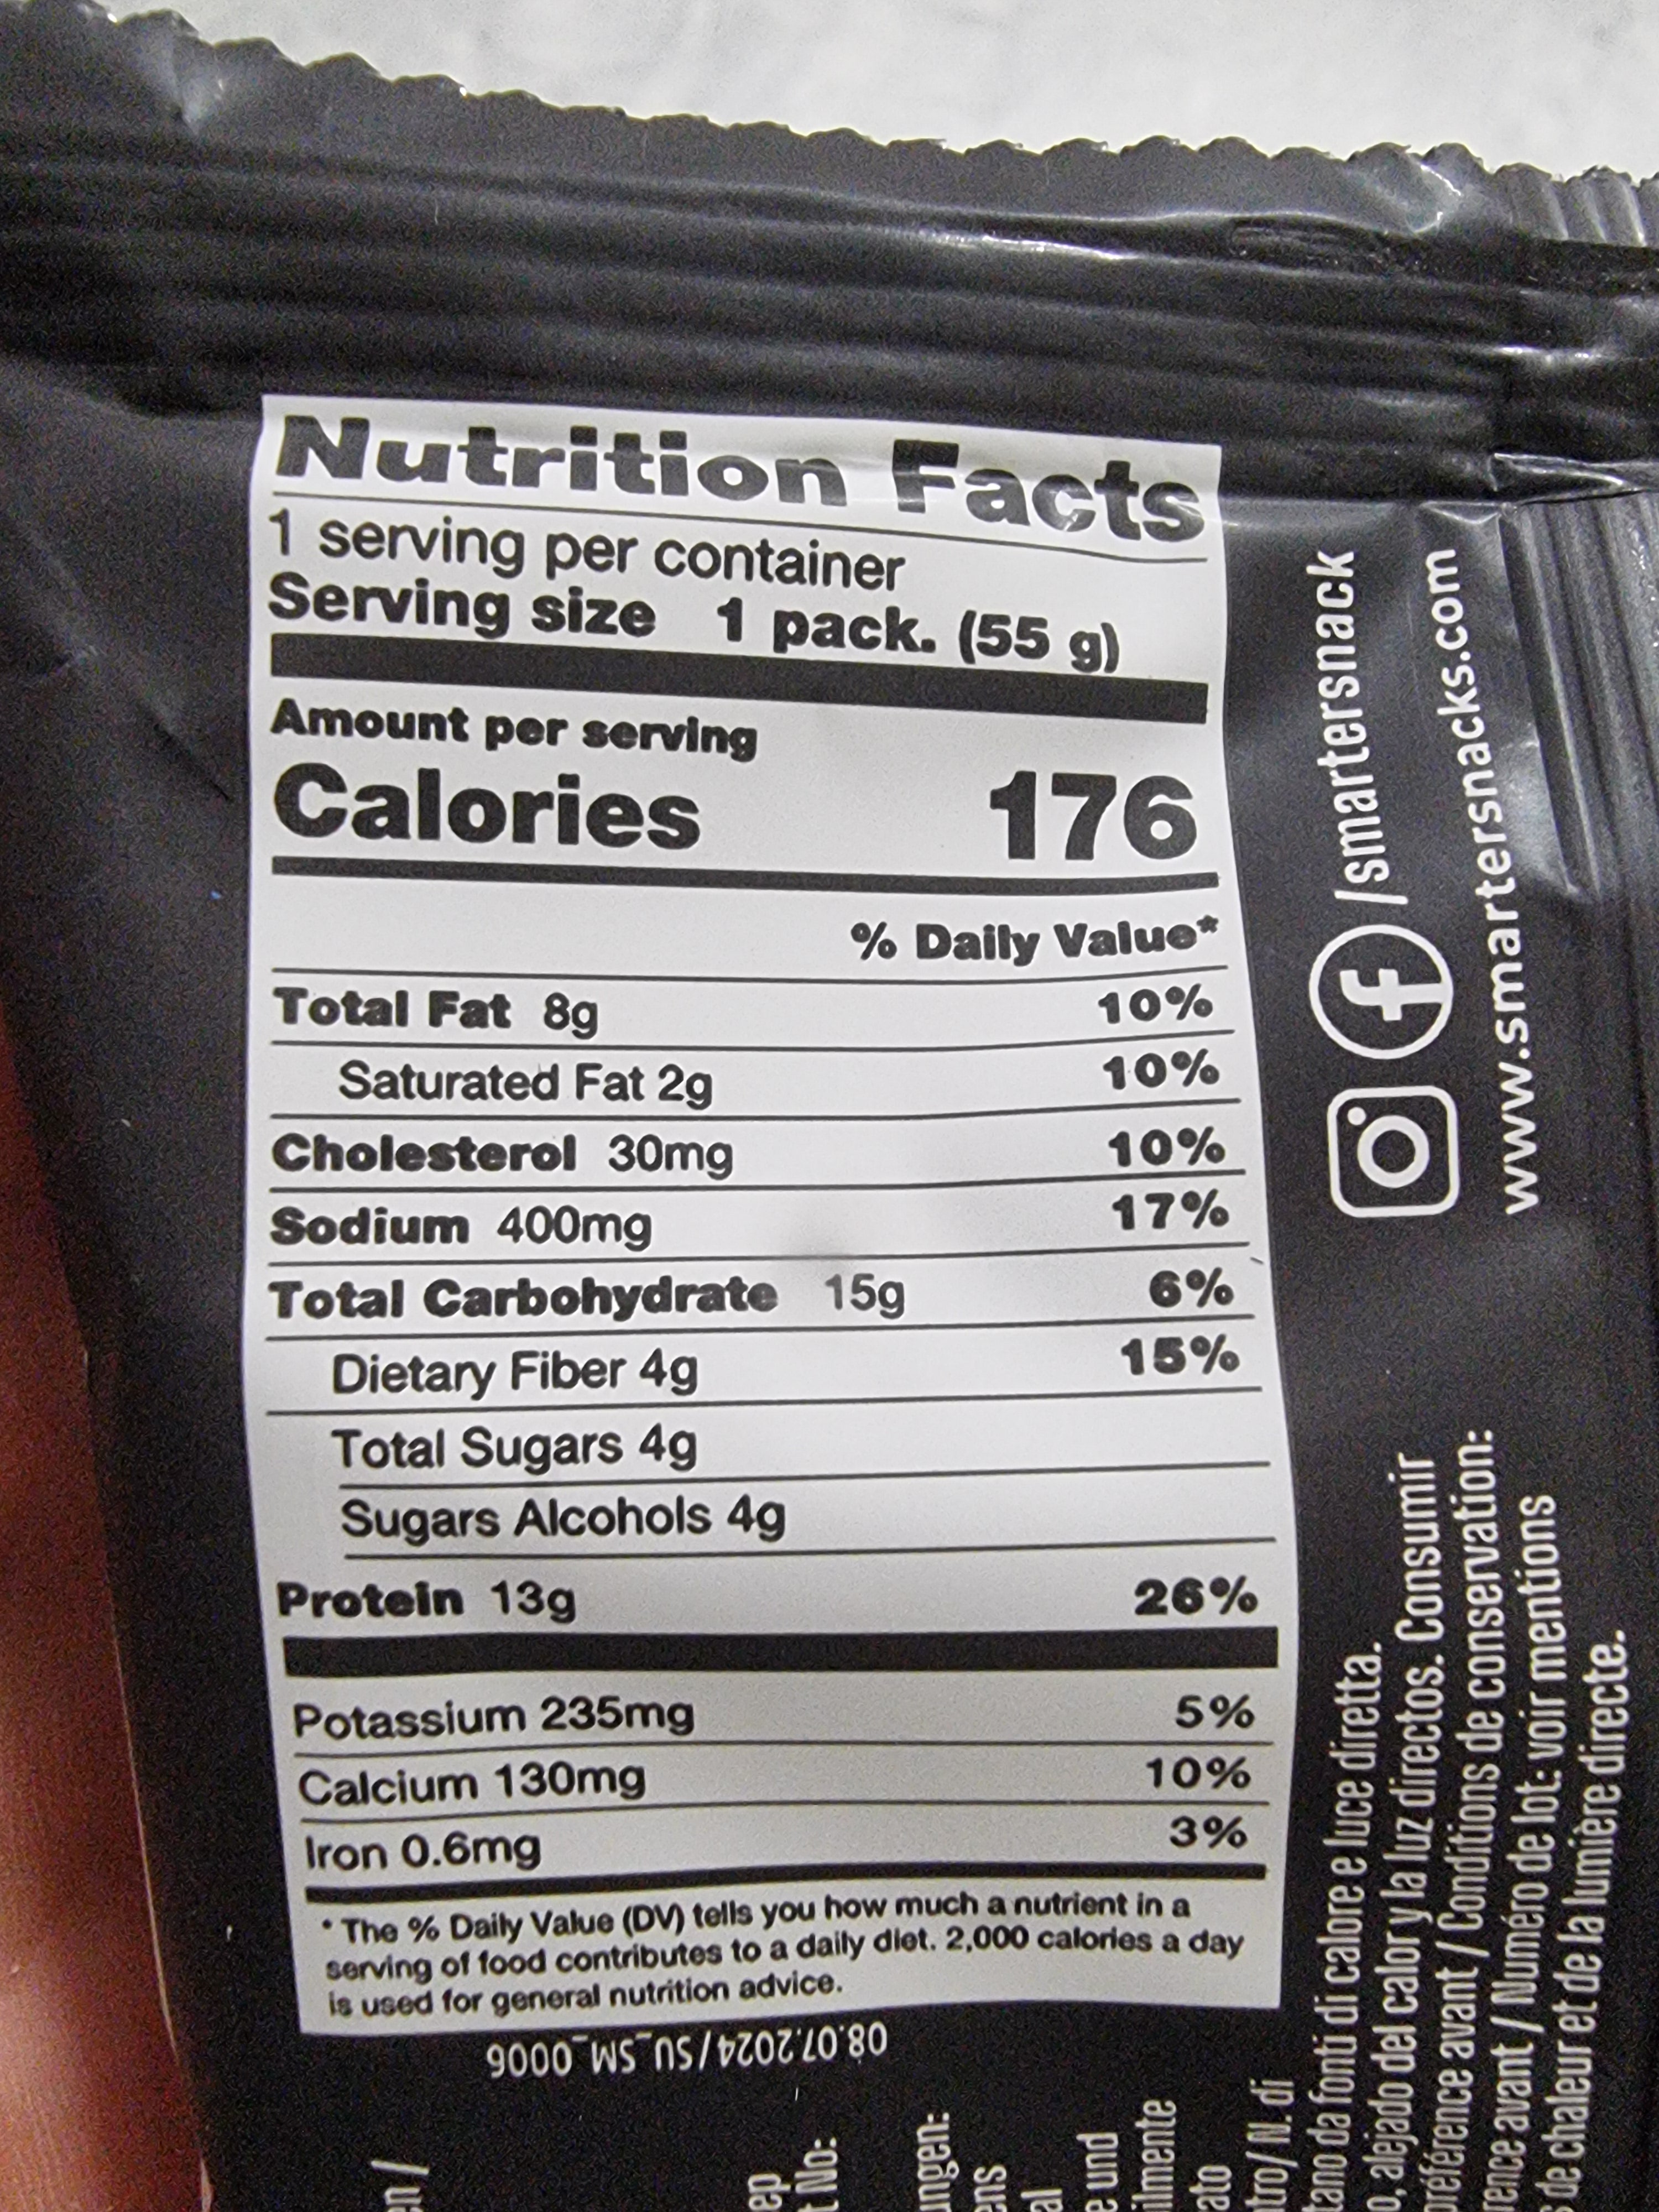 Nutrition Facts
1 serving per container
Serving size 1 pack. (55 g)
Amount per serving
Calories 176
% Daily Value*
Total Fat 8g 10%
Saturated Fat 2g 10%
Cholesterol 30mg 10%
Sodium 400mg 17%
Total Carbohydrate 15g 6%
Dietary Fiber 4g 15%
Total Sugars 4g
Sugars Alcohols 4g
Protein 13g 26%
Potassium 235mg 5%
Calcium 130mg 10%
Iron 0.6mg 3%
* The % Daily Value (DV) tells you how much a nutrient in a
serving of food contributes to a daily diet. 2,000 calories a day
is used for general nutrition advice.
08.07.2024/SU_SM_0006
/smartersnack
www.smartersnacks.com
No:
und
tro/ N. di
tano da fonti di calore e luce diretta.
o, alejado del calor y la luz directos. Consumir
préférence avant / Conditions de conservation:
ence avant / Numéro de lot: voir mentions
de chaleur et de la lumière directe.